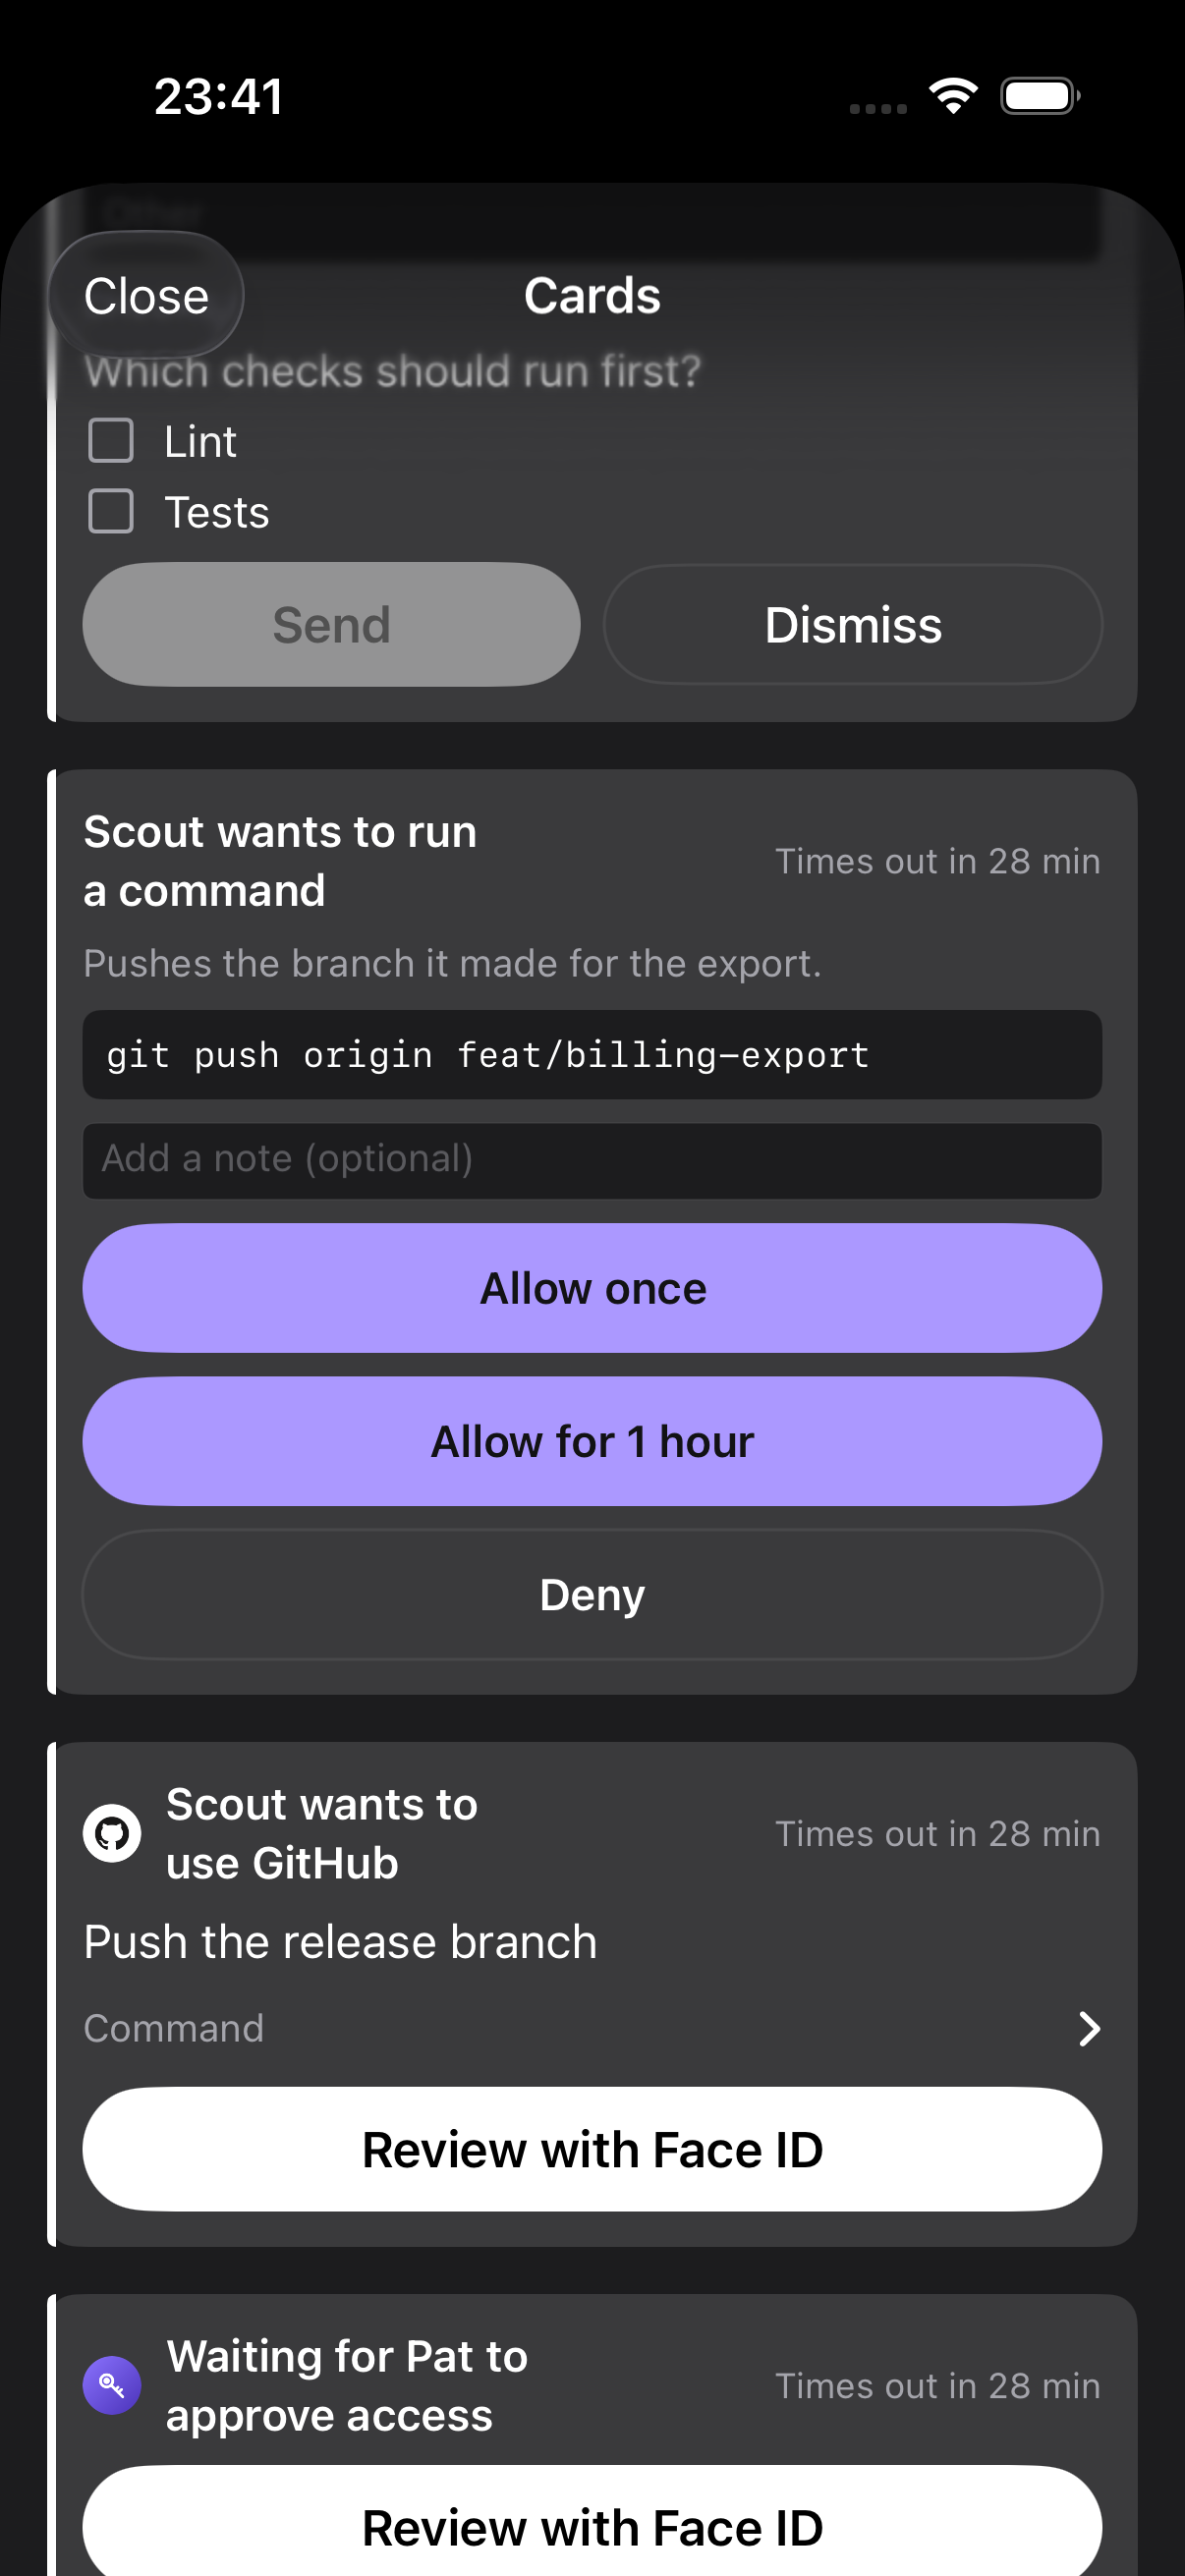 23:41
Close
Cards
Which checks should run first?
Lint
Tests
Send
Dismiss
Scout wants to run
a command
Times out in 28 min
Pushes the branch it made for the export.
git push origin feat/billing-export
Add a note (optional)
Allow once
Allow for 1 hour
Deny
Scout wants to
use GitHub
Times out in 28 min
Push the release branch
Command
Review with Face ID
Waiting for Pat to
approve access
Times out in 28 min
Review with Face ID